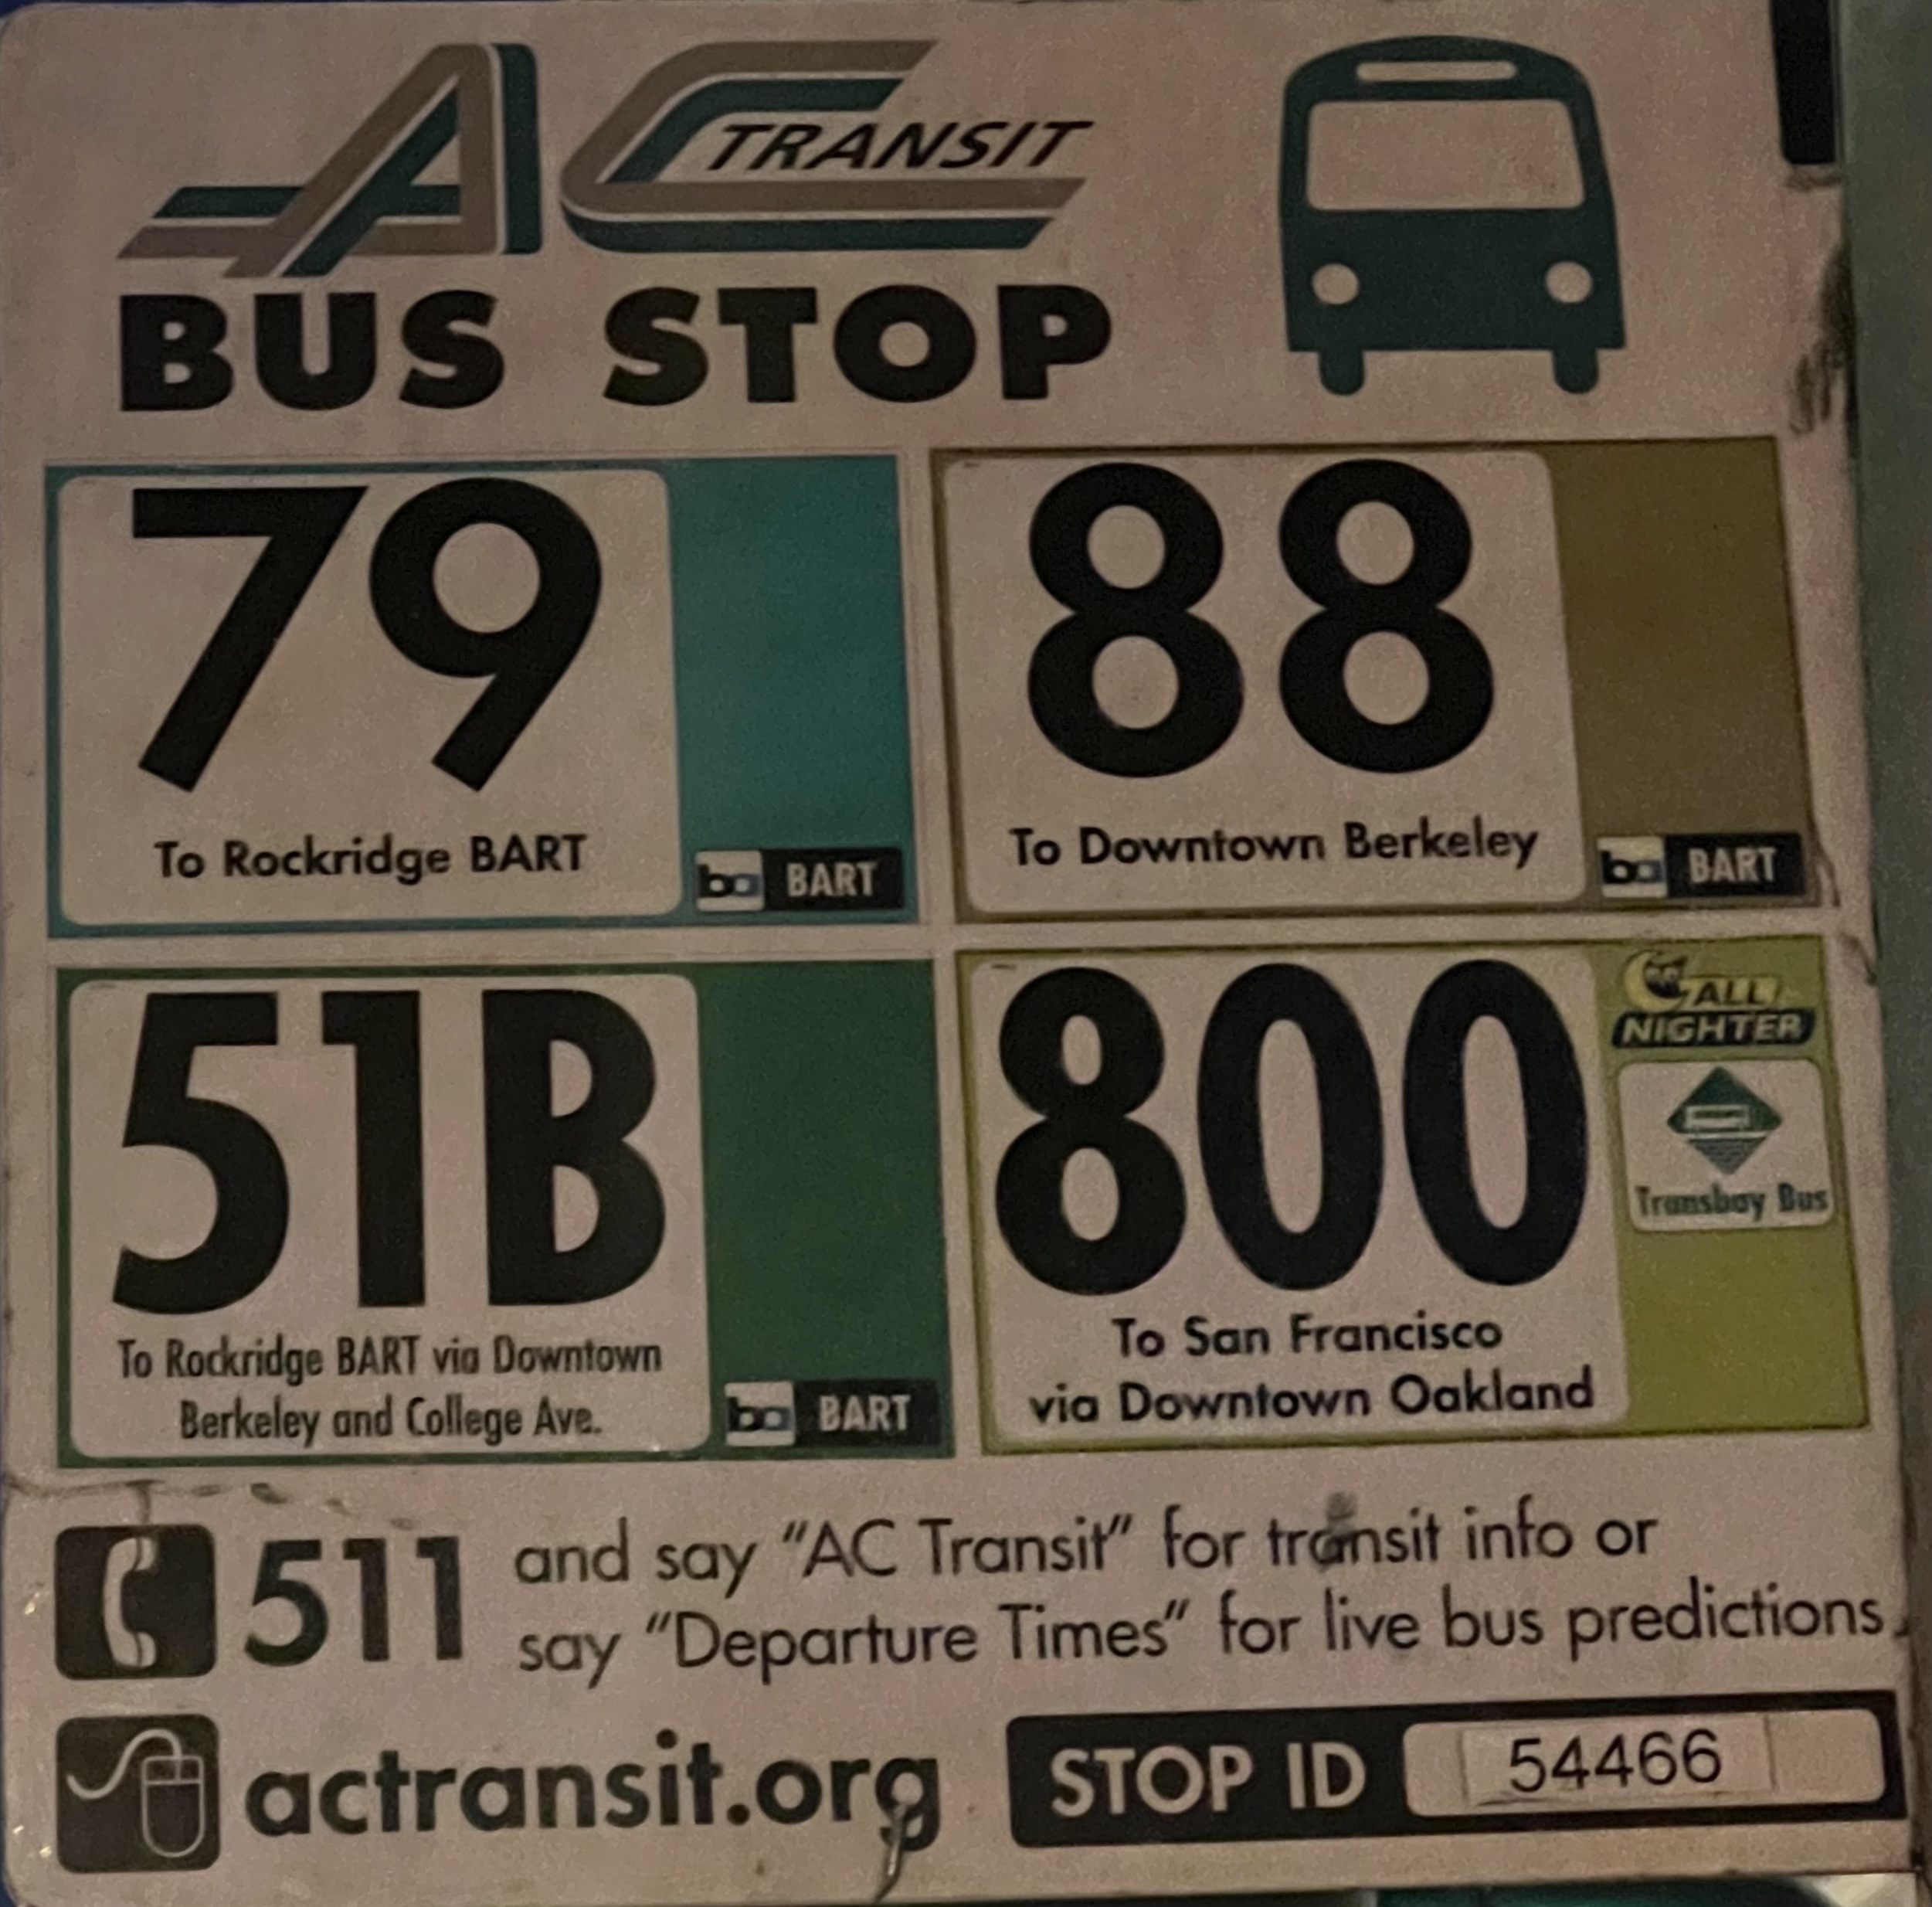 AC TRANSIT
BUS STOP
79
To Rockridge BART
ba BART
88
To Downtown Berkeley
ba BART
51B
To Rockridge BART via Downtown
Berkeley and College Ave.
ba BART
800
To San Francisco
via Downtown Oakland
ALL
NIGHTER
Transbay Bus
511 and say "AC Transit" for transit info or
say "Departure Times" for live bus predictions.
actransit.org
STOP ID 54466